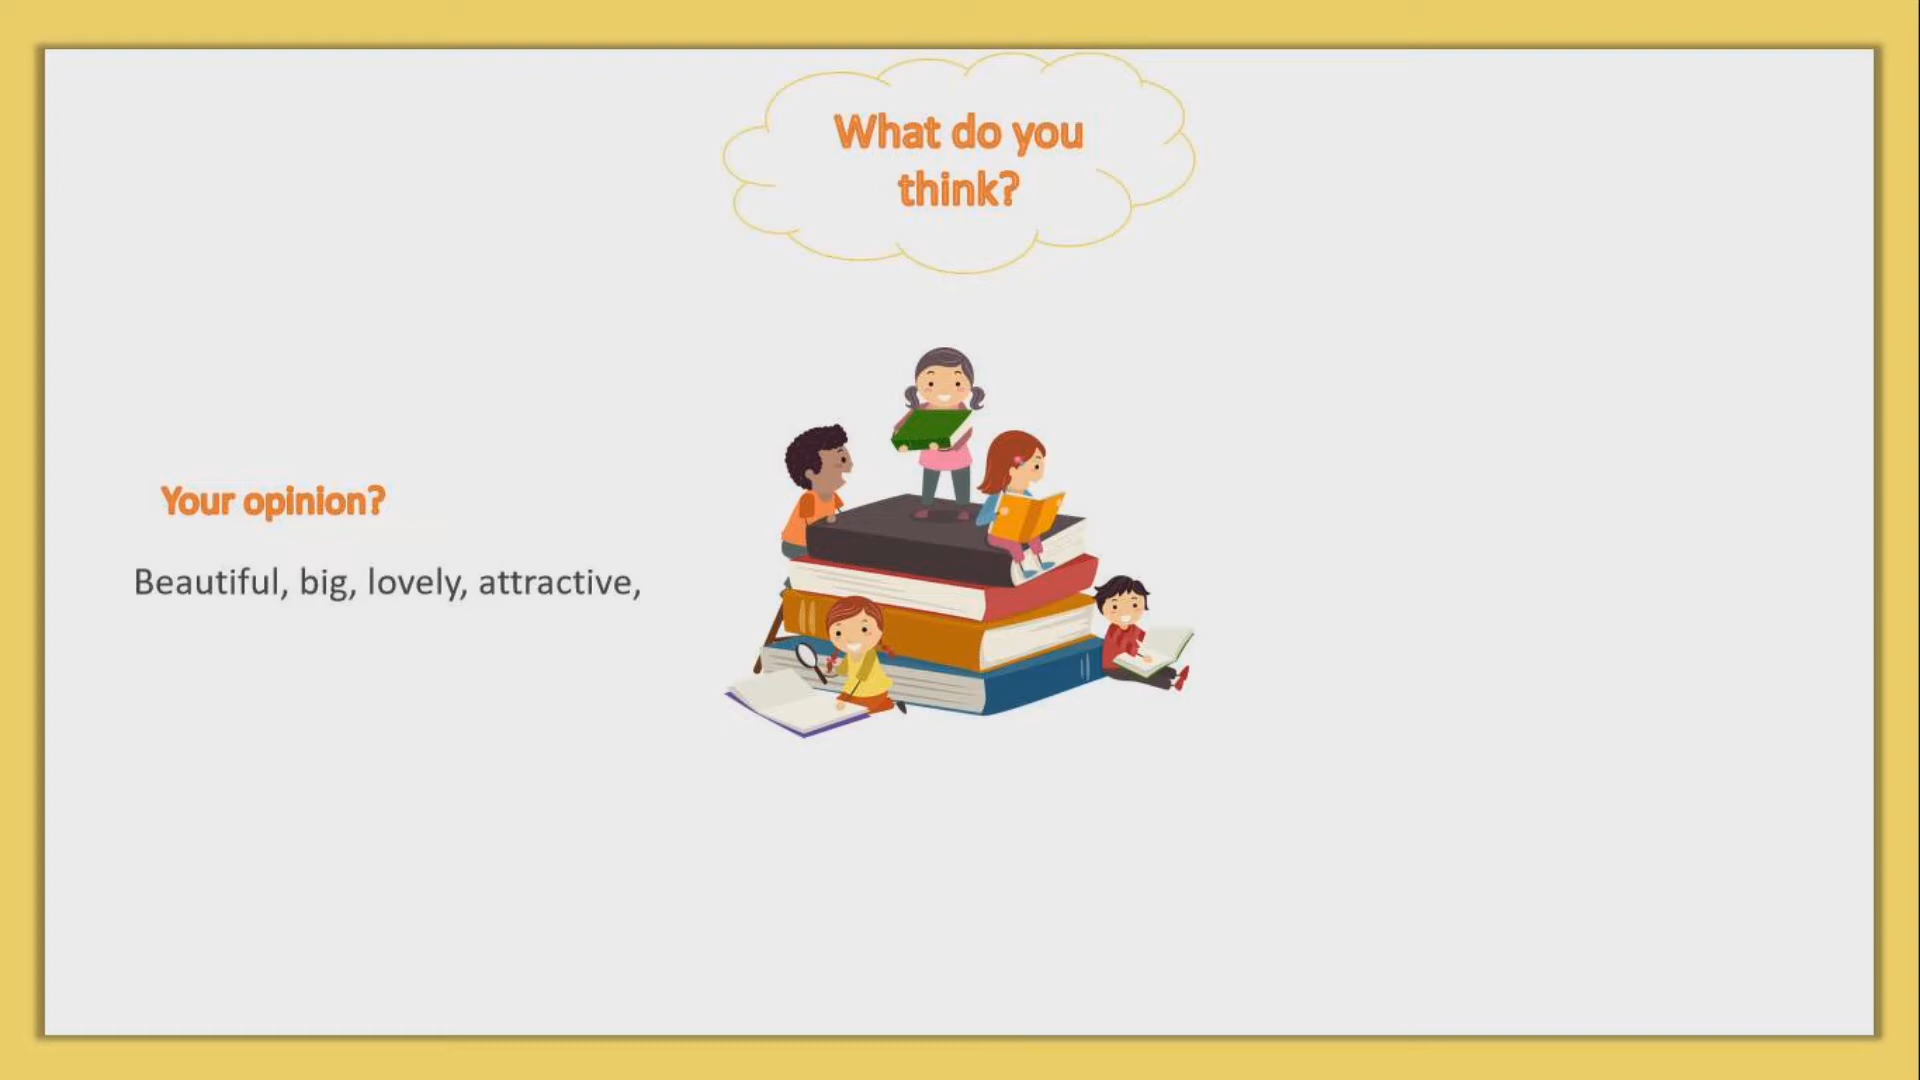 What do you
think?
Your opinion?
Beautiful, big, lovely, attractive,